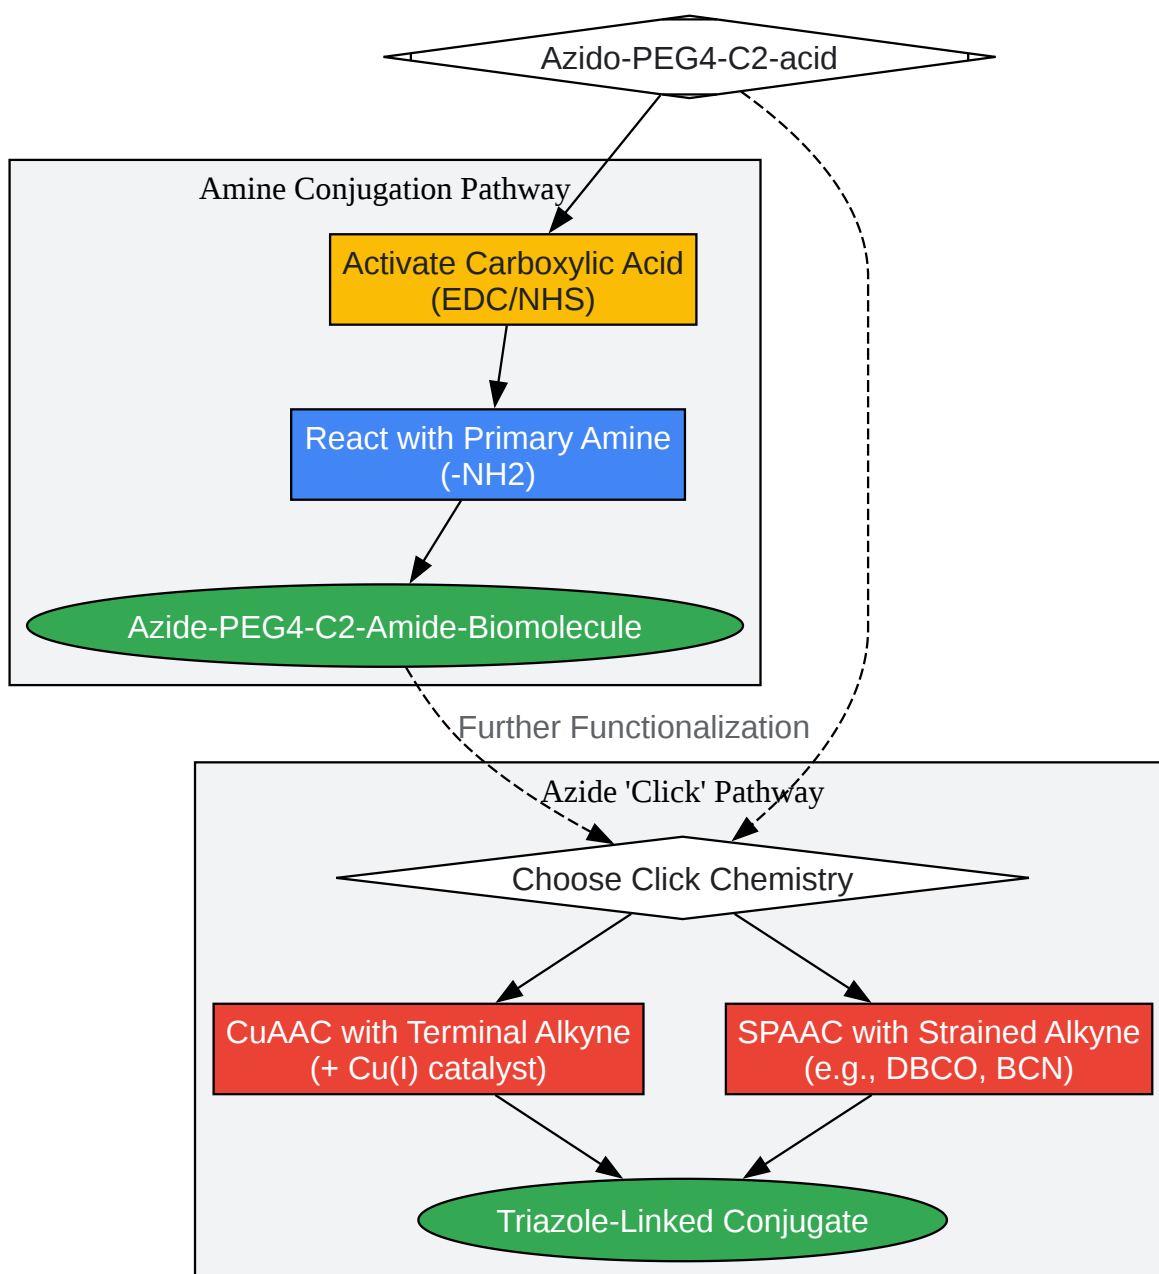 Azido-PEG4-C2-acid
Amine Conjugation Pathway
Activate Carboxylic Acid
(EDC/NHS)
React with Primary Amine
(-NH2)
Azide-PEG4-C2-Amide-Biomolecule
Further Functionalization
Azide 'Click' Pathway
Choose Click Chemistry
CuAAC with Terminal Alkyne
(+ Cu(I) catalyst)
SPAAC with Strained Alkyne
(e.g., DBCO, BCN)
Triazole-Linked Conjugate